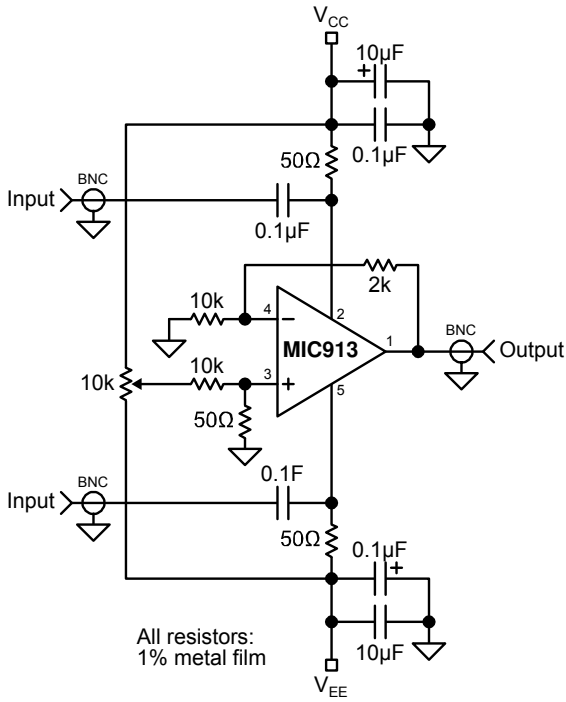 VCC
10µF
+
0.1µF
50Ω
BNC
Input
0.1µF
2k
10k
4
−
2
MIC913
1
BNC
Output
10k
10k
3
+
5
50Ω
0.1F
BNC
Input
50Ω
0.1µF
+
10µF
All resistors:
1% metal film
VEE